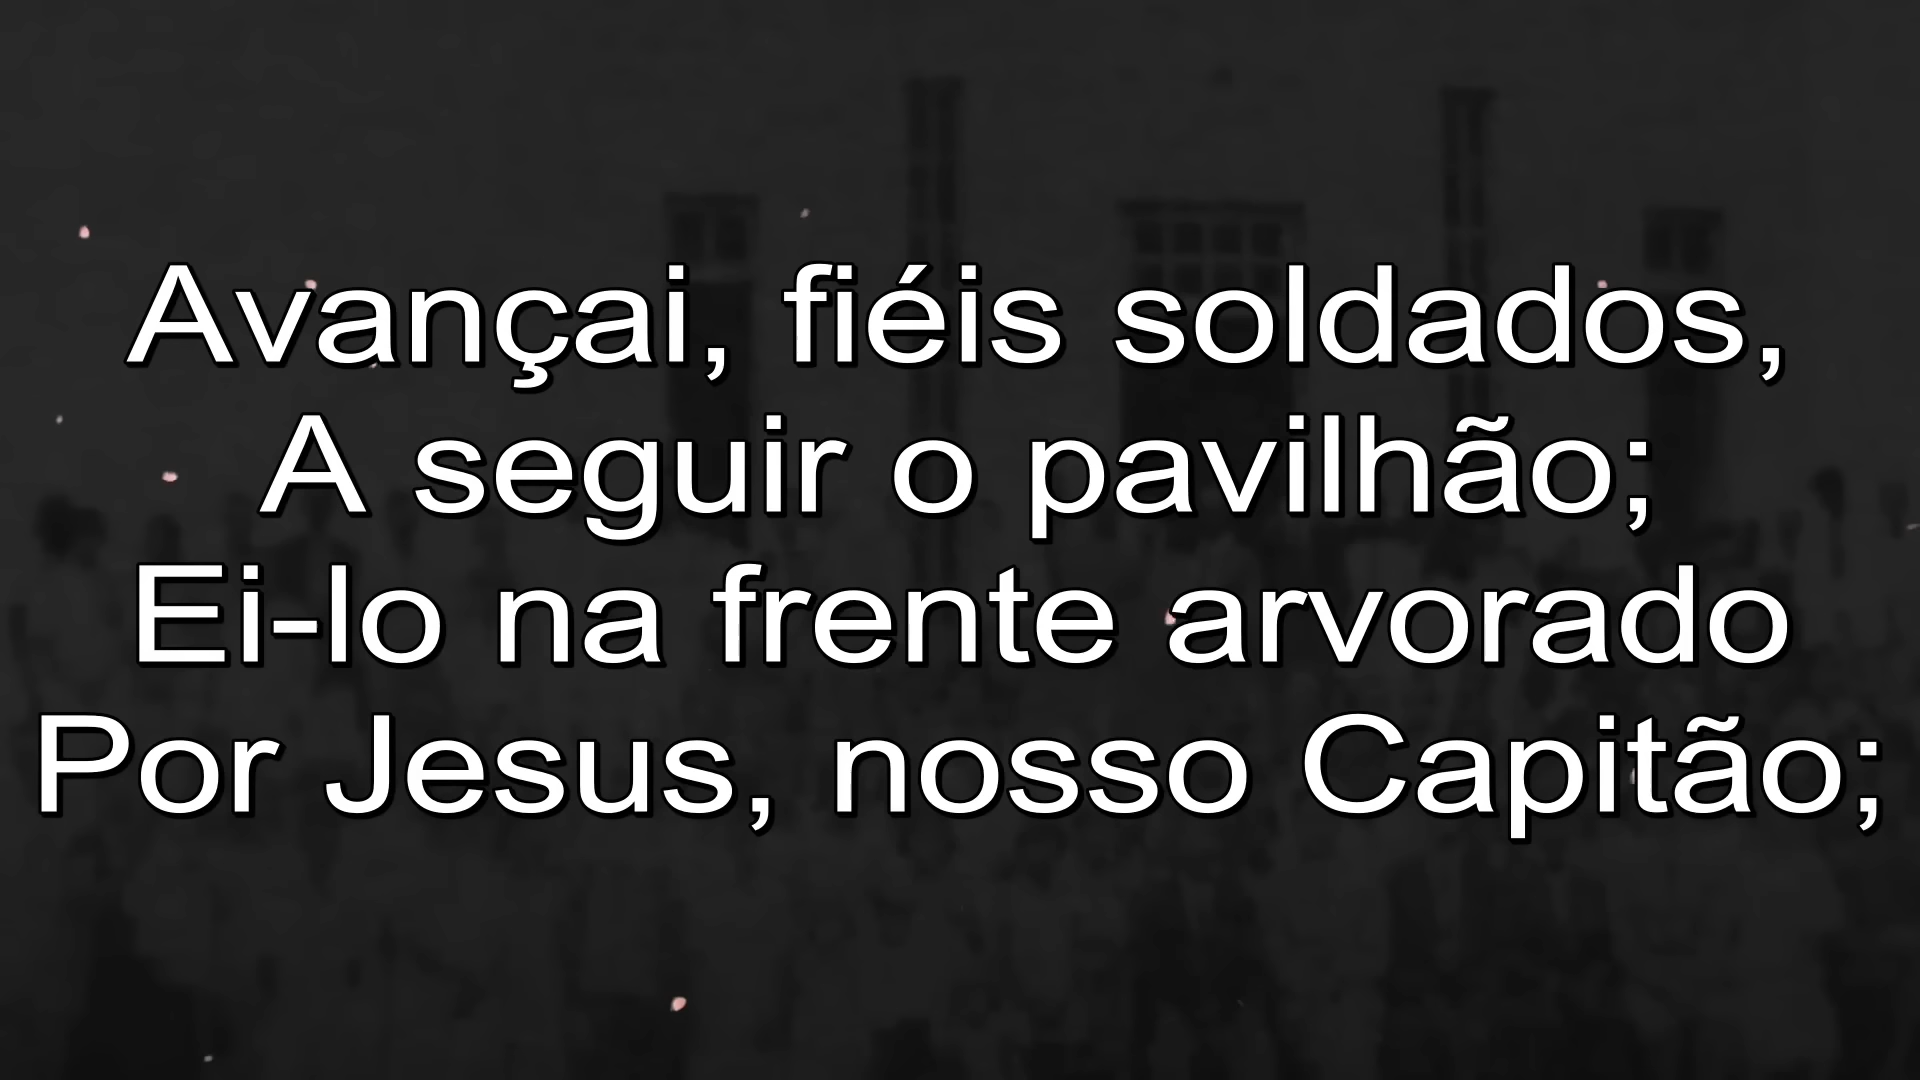 Avançai, fiéis soldados,
A seguir o pavilhão;
Ei-lo na frente arvorado
Por Jesus, nosso Capitão;